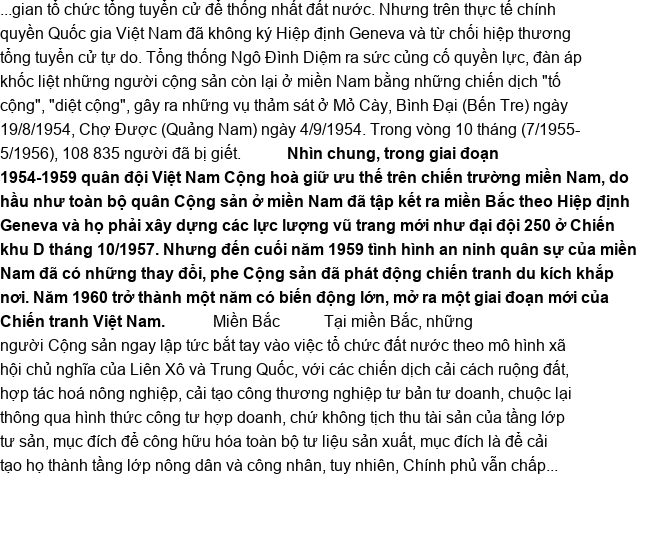 ...gian tổ chức tổng tuyển cử để thống nhất đất nước. Nhưng trên thực tế chính
quyền Quốc gia Việt Nam đã không ký Hiệp định Geneva và từ chối hiệp thương
tổng tuyển cử tự do. Tổng thống Ngô Đình Diệm ra sức củng cố quyền lực, đàn áp
khốc liệt những người cộng sản còn lại ở miền Nam bằng những chiến dịch "tố
cộng", "diệt cộng", gây ra những vụ thảm sát ở Mỏ Cày, Bình Đại (Bến Tre) ngày
19/8/1954, Chợ Được (Quảng Nam) ngày 4/9/1954. Trong vòng 10 tháng (7/1955-
5/1956), 108 835 người đã bị giết. Nhìn chung, trong giai đoạn
1954-1959 quân đội Việt Nam Cộng hoà giữ ưu thế trên chiến trường miền Nam, do
hầu như toàn bộ quân Cộng sản ở miền Nam đã tập kết ra miền Bắc theo Hiệp định
Geneva và họ phải xây dựng các lực lượng vũ trang mới như đại đội 250 ở Chiến
khu D tháng 10/1957. Nhưng đến cuối năm 1959 tình hình an ninh quân sự của miền
Nam đã có những thay đổi, phe Cộng sản đã phát động chiến tranh du kích khắp
nơi. Năm 1960 trở thành một năm có biến động lớn, mở ra một giai đoạn mới của
Chiến tranh Việt Nam. Miền Bắc Tại miền Bắc, những
người Cộng sản ngay lập tức bắt tay vào việc tổ chức đất nước theo mô hình xã
hội chủ nghĩa của Liên Xô và Trung Quốc, với các chiến dịch cải cách ruộng đất,
hợp tác hoá nông nghiệp, cải tạo công thương nghiệp tư bản tư doanh, chuộc lại
thông qua hình thức công tư hợp doanh, chứ không tịch thu tài sản của tầng lớp
tư sản, mục đích để công hữu hóa toàn bộ tư liệu sản xuất, mục đích là để cải
tạo họ thành tầng lớp nông dân và công nhân, tuy nhiên, Chính phủ vẫn chấp...